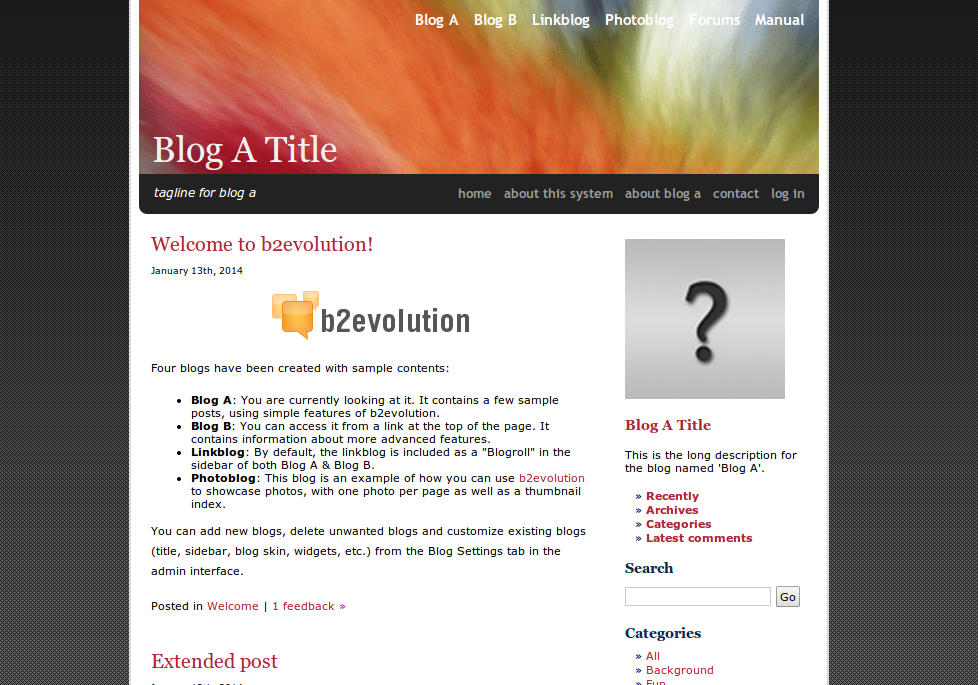 Blog A Blog B Linkblog Photoblog Forums Manual
Blog A Title
tagline for blog a
home about this system about blog a contact log in
Welcome to b2evolution!
January 13th, 2014
b2evolution
Four blogs have been created with sample contents:
• Blog A: You are currently looking at it. It contains a few sample
posts, using simple features of b2evolution.
• Blog B: You can access it from a link at the top of the page. It
contains information about more advanced features.
• Linkblog: By default, the linkblog is included as a "Blogroll" in the
sidebar of both Blog A & Blog B.
• Photoblog: This blog is an example of how you can use b2evolution
to showcase photos, with one photo per page as well as a thumbnail
index.
You can add new blogs, delete unwanted blogs and customize existing blogs
(title, sidebar, blog skin, widgets, etc.) from the Blog Settings tab in the
admin interface.
Posted in Welcome | 1 feedback »
Extended post
?
Blog A Title
This is the long description for
the blog named 'Blog A'.
» Recently
» Archives
» Categories
» Latest comments
Search
Go
Categories
» All
» Background
» Fun